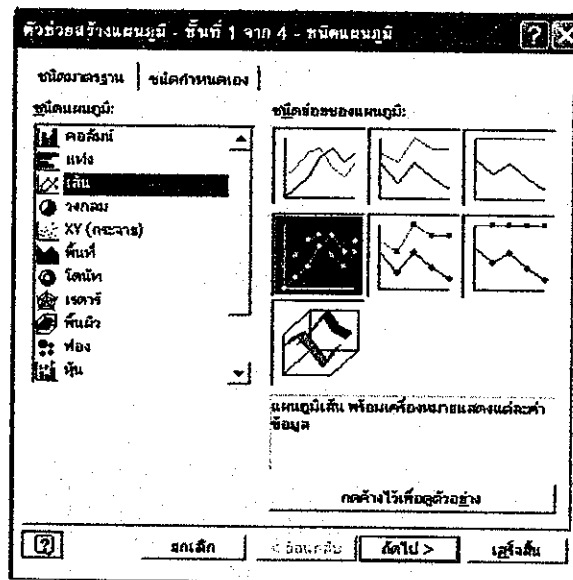 ตัวช่วยสร้างแผนภูมิ - ชั้นที่ 1 จาก 4 - ชนิดแผนภูมิ
ชนิดมาตรฐาน ชนิดกำหนดเอง
ชนิดแผนภูมิ:
คอลัมน์
แท่ง
เส้น
วงกลม
XY (กระจาย)
พื้นที่
โดนัท
เรดาร์
พื้นผิว
ฟอง
หุ้น
ชนิดย่อยของแผนภูมิ:
แผนภูมิเส้น พร้อมเครื่องหมายแสดงแต่ละค่า
ข้อมูล
กดค้างไว้เพื่อดูตัวอย่าง
ยกเลิก < ย้อนกลับ ถัดไป > เสร็จสิ้น